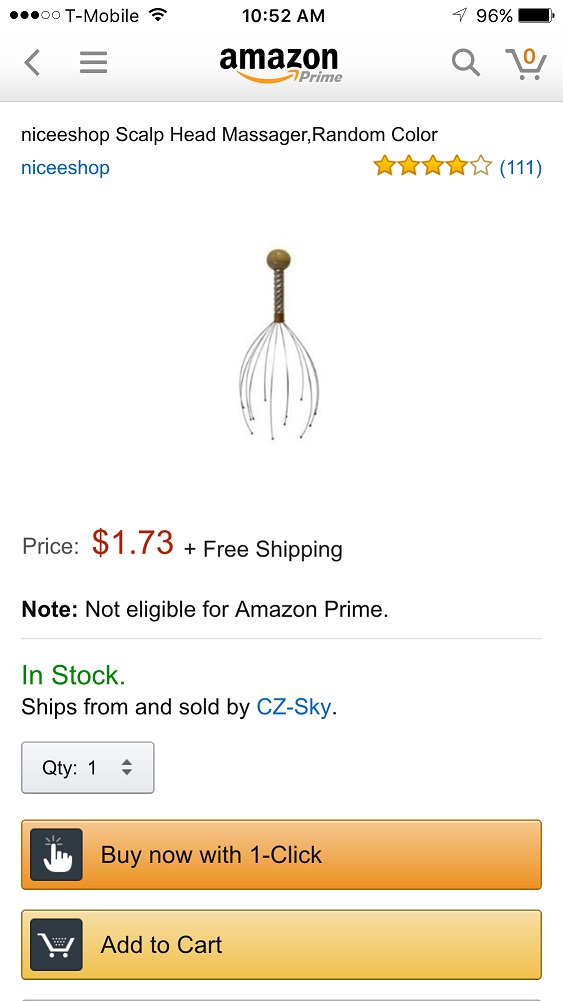 T-Mobile 10:52 AM 96%
amazon
Prime
0
niceeshop Scalp Head Massager,Random Color
niceeshop (111)
Price: $1.73 + Free Shipping
Note: Not eligible for Amazon Prime.
In Stock.
Ships from and sold by CZ-Sky.
Qty: 1
Buy now with 1-Click
Add to Cart